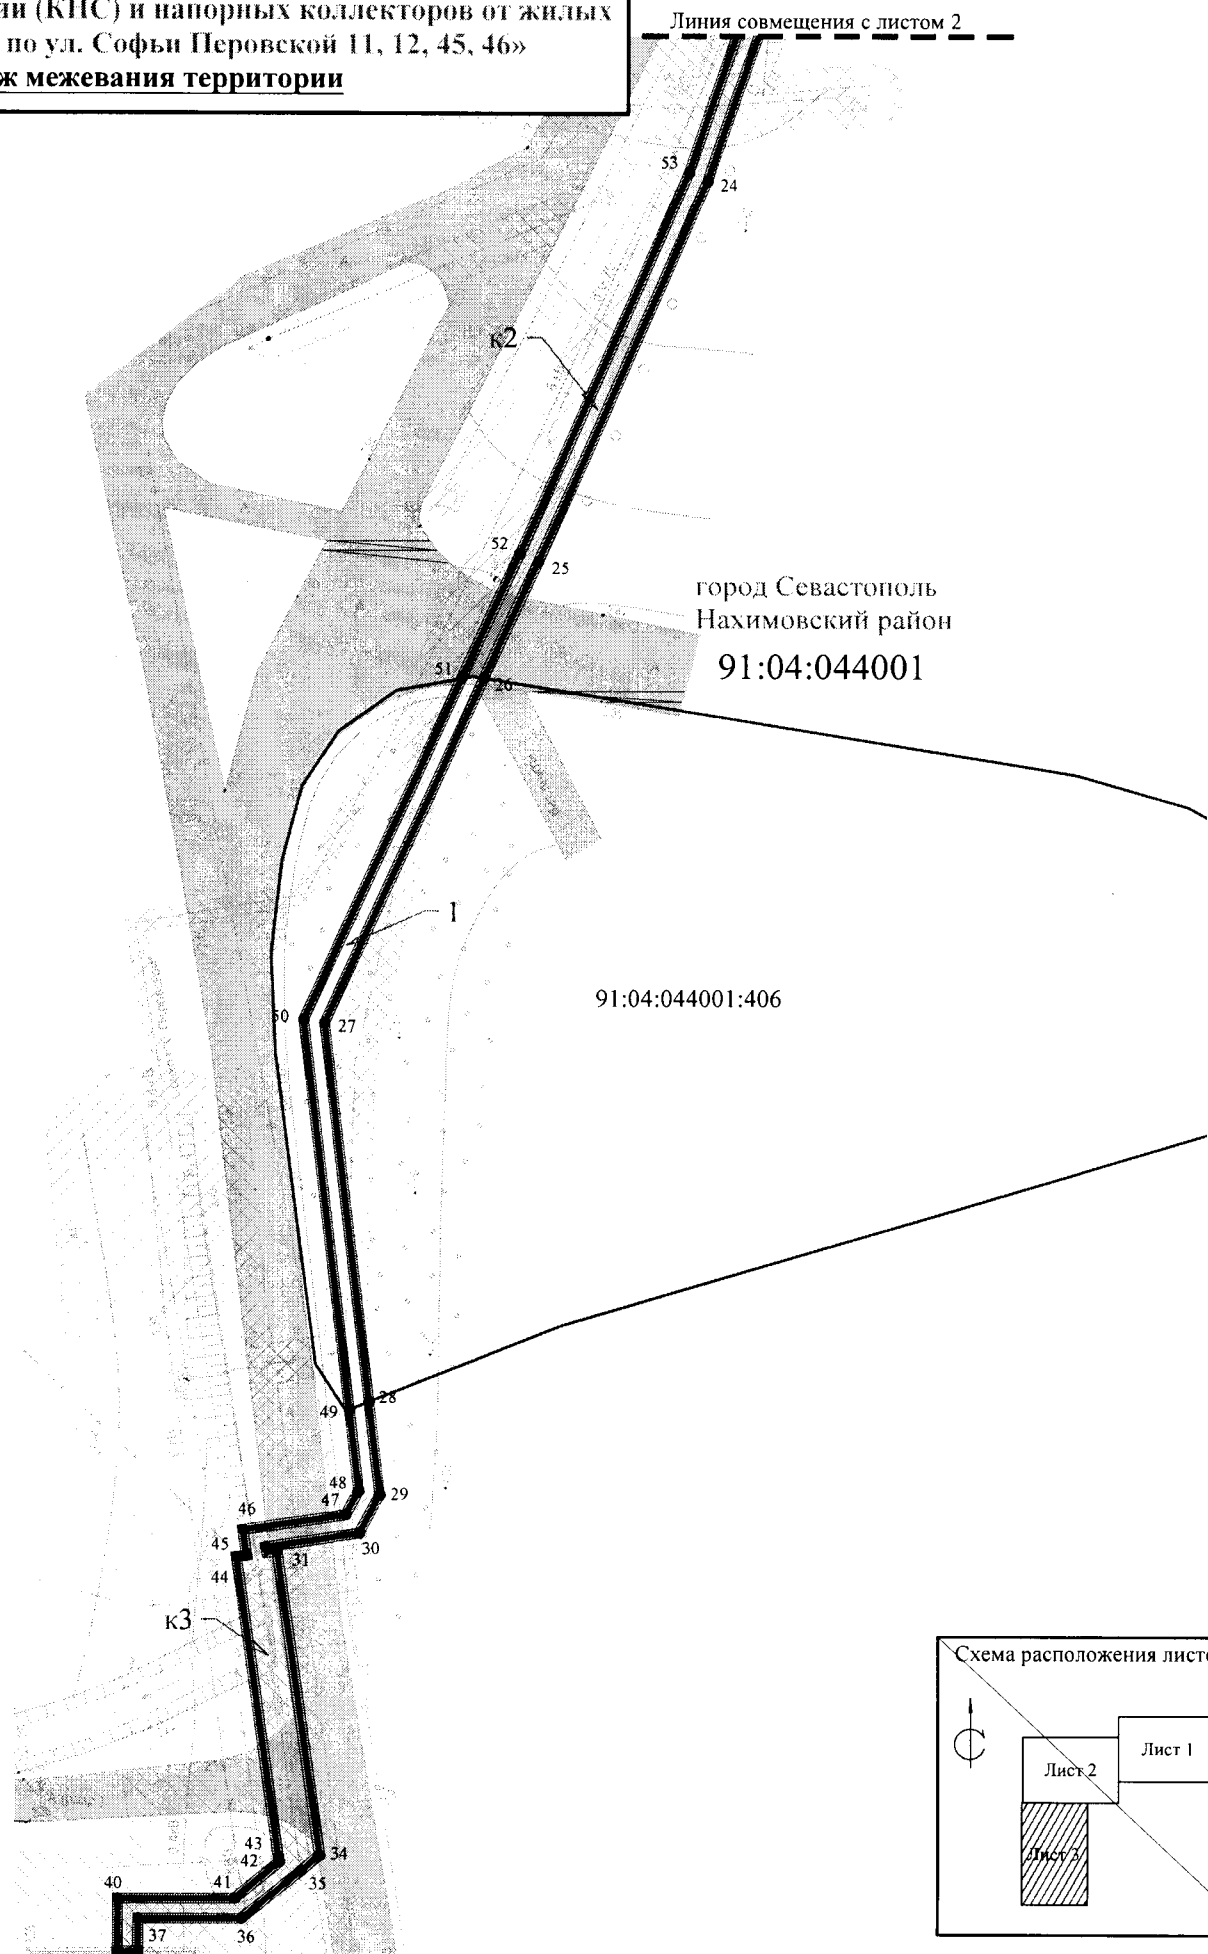 (КПС) и напорных коллекторов от жилых
по ул. Софьи Перовской 11, 12, 45, 46»
ж межевания территории
Линия совмещения с листом 2
53
24
к2
52
25
город Севастополь
Нахимовский район
91:04:044001
51
26
1
91:04:044001:406
50
27
28
49
48
29
47
46
30
45
31
44
к3
Схема расположения листо
Лист 1
Лист 2
Лист 3
43
34
42
35
40
41
37
36